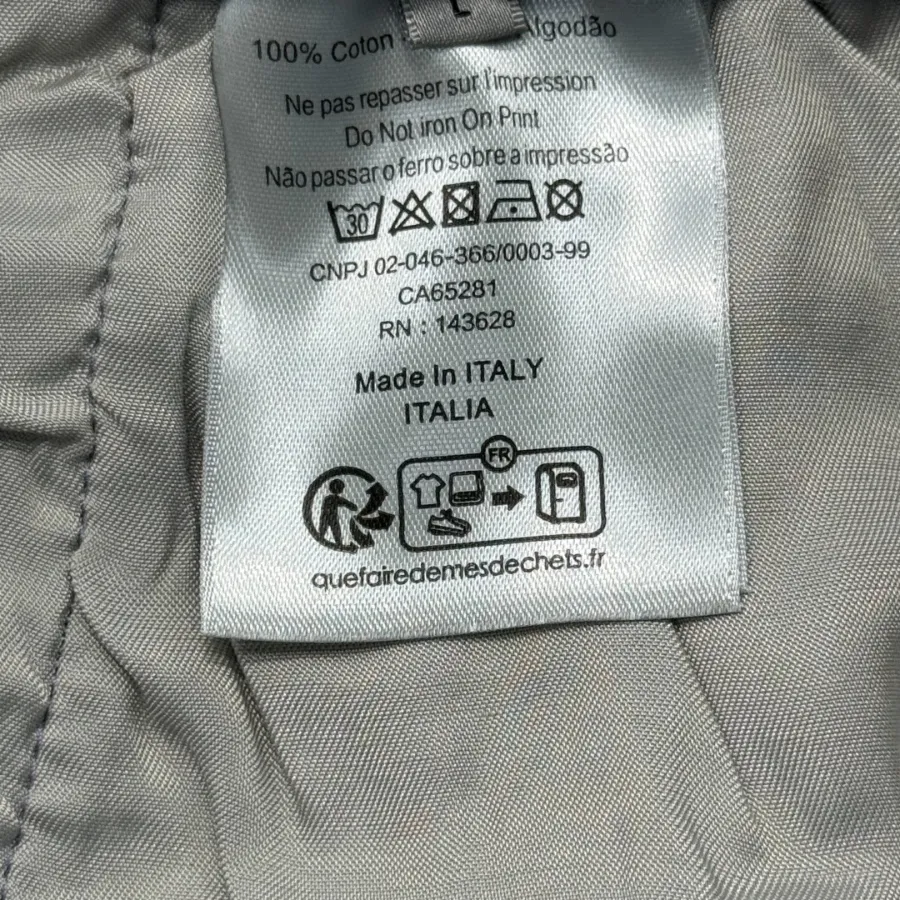 L
100% Coton Algodão
Ne pas repasser sur l'impression
Do Not iron On Print
Não passar o ferro sobre a impressão
30
CNPJ 02-046-366/0003-99
CA65281
RN : 143628
Made In ITALY
ITALIA
FR
quefairedemesdechets.fr